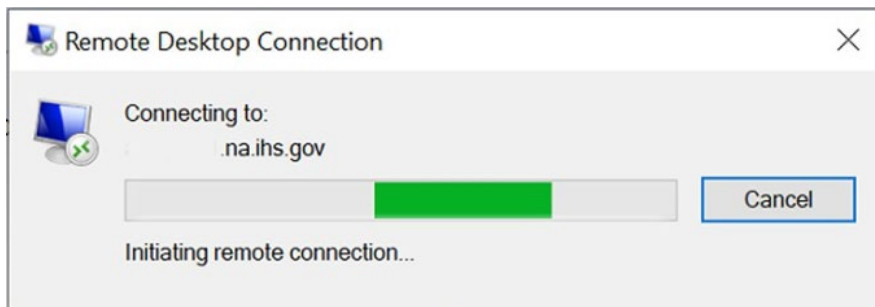 Remote Desktop Connection
Connecting to:
.na.ihs.gov
Cancel
Initiating remote connection...